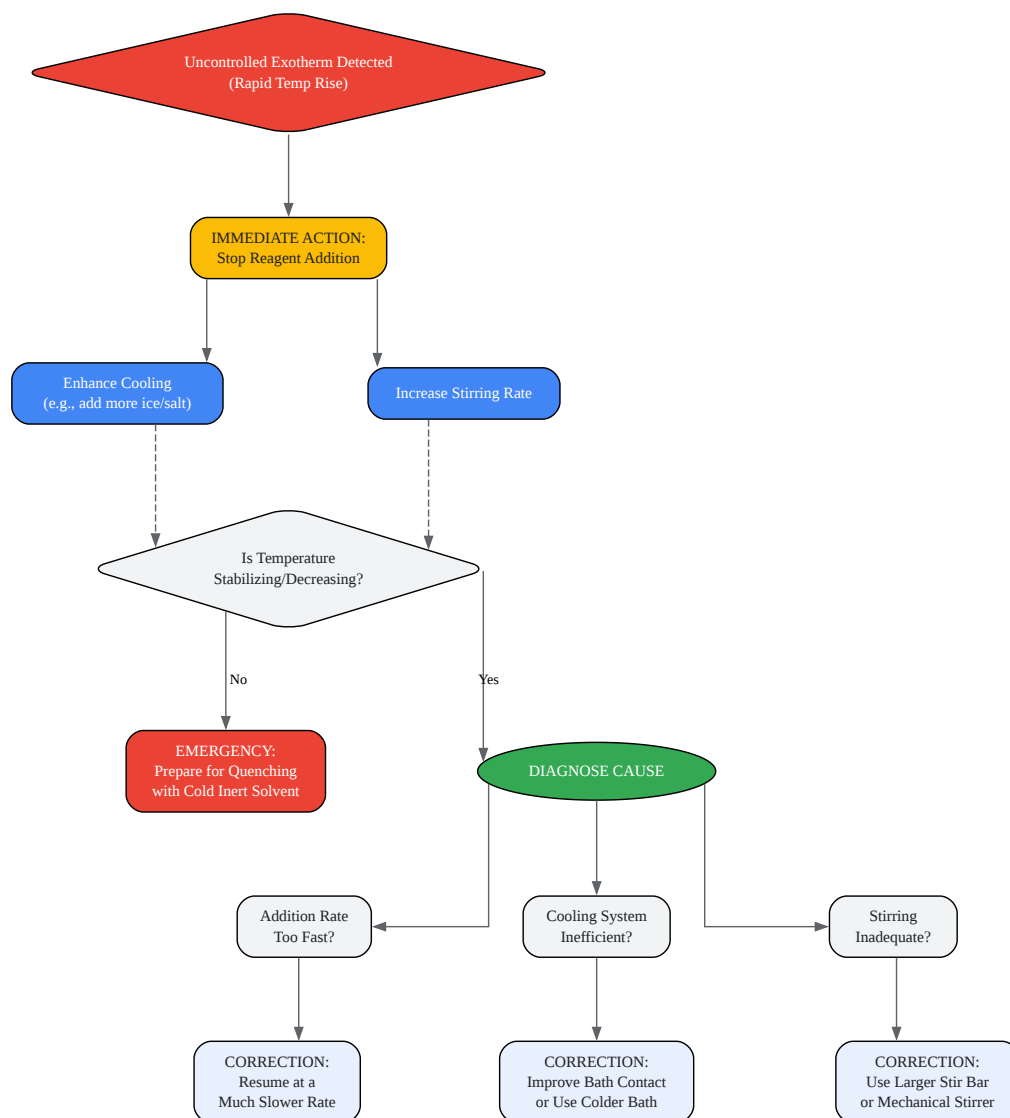 Uncontrolled Exotherm Detected
(Rapid Temp Rise)
IMMEDIATE ACTION:
Stop Reagent Addition
Enhance Cooling
(e.g., add more ice/salt)
Increase Stirring Rate
Is Temperature
Stabilizing/Decreasing?
No
Yes
EMERGENCY:
Prepare for Quenching
with Cold Inert Solvent
DIAGNOSE CAUSE
Addition Rate
Too Fast?
Cooling System
Inefficient?
Stirring
Inadequate?
CORRECTION:
Resume at a
Much Slower Rate
CORRECTION:
Improve Bath Contact
or Use Colder Bath
CORRECTION:
Use Larger Stir Bar
or Mechanical Stirrer